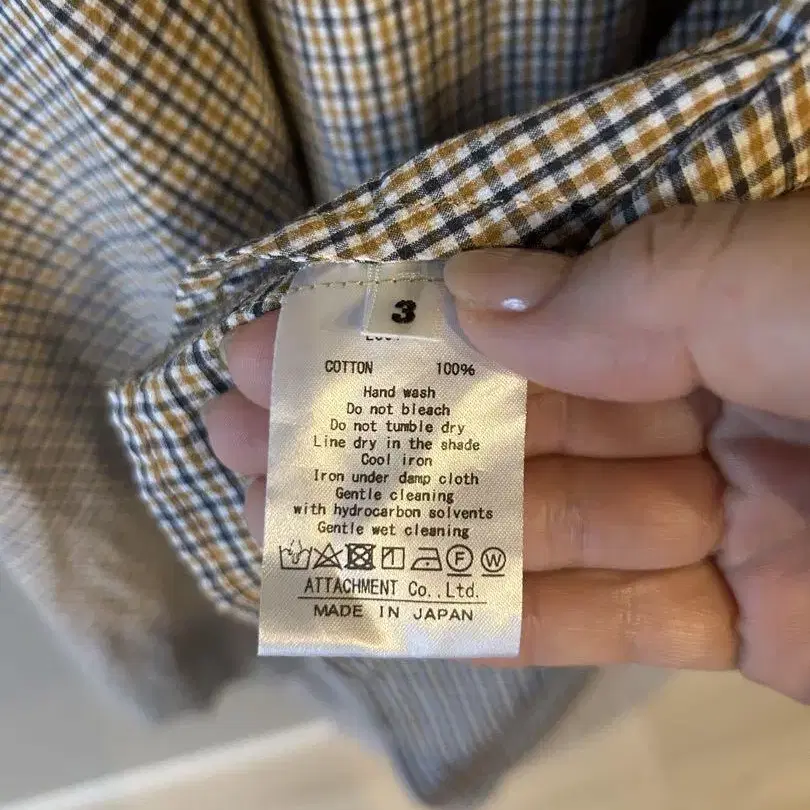 3
COTTON 100%
Hand wash
Do not bleach
Do not tumble dry
Line dry in the shade
Cool iron
Iron under damp cloth
Gentle cleaning
with hydrocarbon solvents
Gentle wet cleaning
F W
ATTACHMENT Co.,Ltd.
MADE IN JAPAN